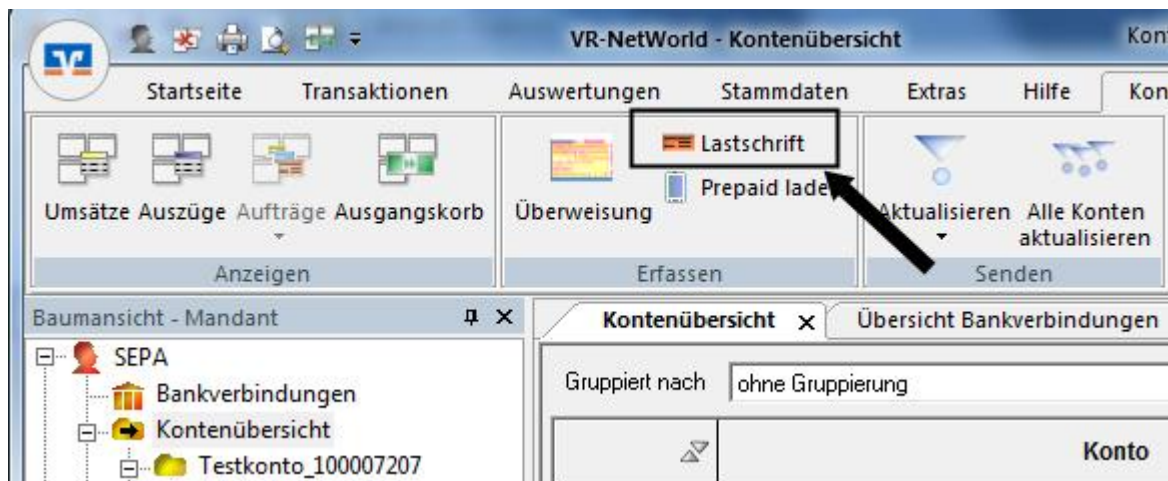 VR-NetWorld - Kontenübersicht
Startseite Transaktionen Auswertungen Stammdaten Extras Hilfe
Umsätze Auszüge Aufträge Ausgangskorb
Überweisung
Lastschrift
Prepaid lade
Aktualisieren
Alle Konten
aktualisieren
Anzeigen Erfassen Senden
Baumansicht - Mandant
Kontenübersicht Übersicht Bankverbindungen
SEPA
Bankverbindungen
Kontenübersicht
Testkonto_100007207
Gruppiert nach ohne Gruppierung
Konto